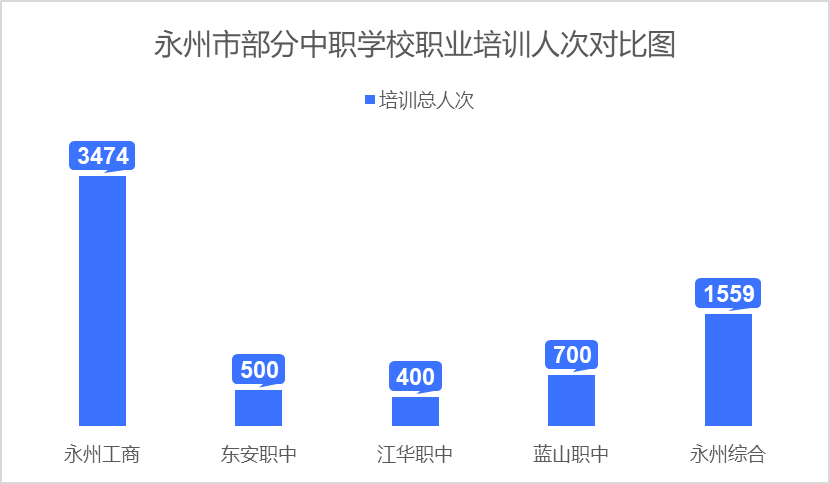 永州市部分中职学校职业培训人次对比图
培训总人次
3474
500
400
700
1559
永州工商
东安职中
江华职中
蓝山职中
永州综合